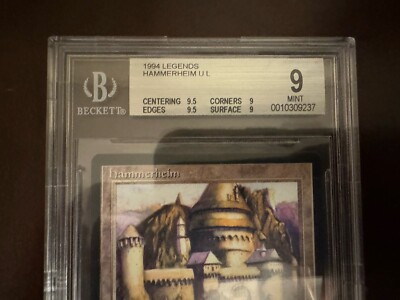 1994 LEGENDS
HAMMERHEIM U L
B
BECKETT®
CENTERING 9.5 CORNERS 9
EDGES 9.5 SURFACE 9
9
MINT
0010309237
Hammerheim